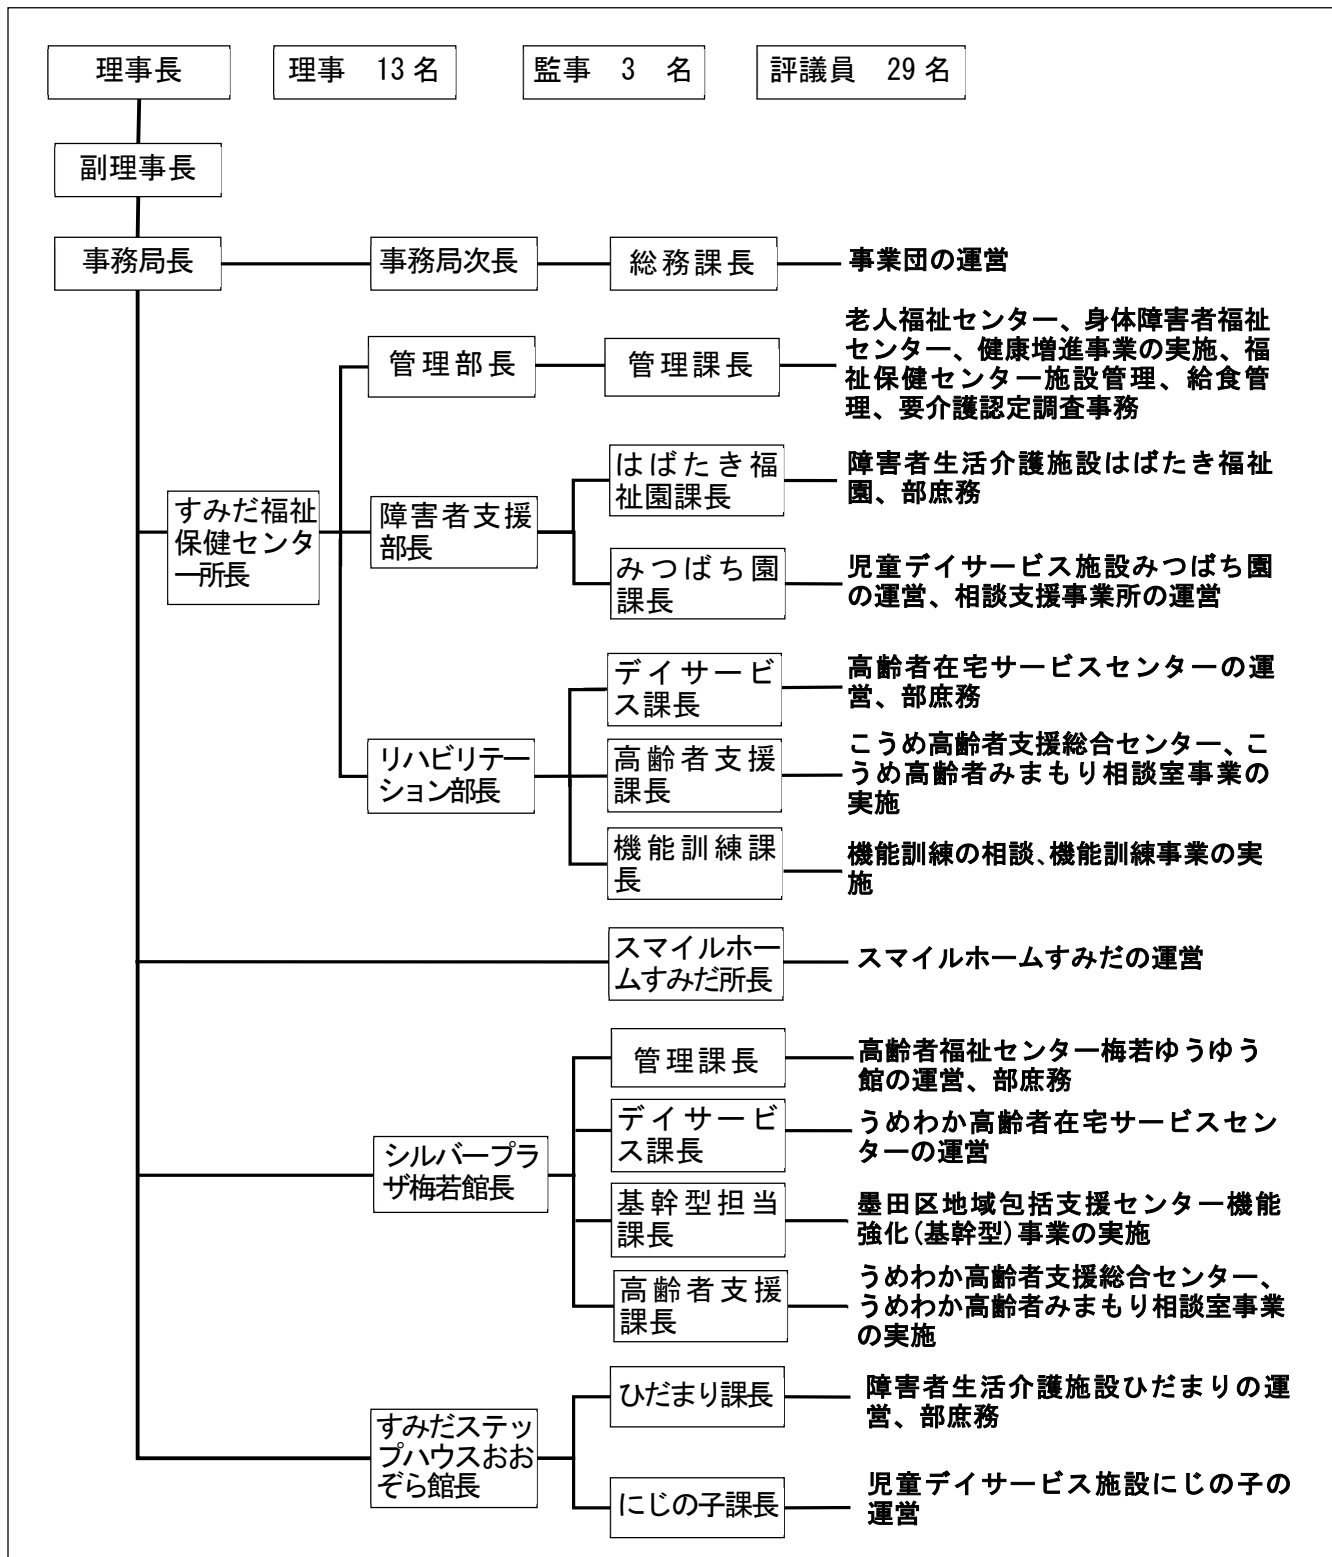 理事長
理事　13名
監事　3　名
評議員　29名
副理事長
事務局長
事務局次長
総務課長
事業団の運営
管理部長
管理課長
老人福祉センター、身体障害者福祉
センター、健康増進事業の実施、福
祉保健センター施設管理、給食管
理、要介護認定調査事務
すみだ福祉
保健センタ
ー所長
障害者支援
部長
はばたき福
祉園課長
障害者生活介護施設はばたき福祉
園、部庶務
みつばち園
課長
児童デイサービス施設みつばち園
の運営、相談支援事業所の運営
リハビリテー
ション部長
デイサービ
ス課長
高齢者在宅サービスセンターの運
営、部庶務
高齢者支援
課長
こうめ高齢者支援総合センター、こ
うめ高齢者みまもり相談室事業の
実施
機能訓練課
長
機能訓練の相談、機能訓練事業の実
施
スマイルホー
ムすみだ所長
スマイルホームすみだの運営
シルバープラ
ザ梅若館長
管理課長
高齢者福祉センター梅若ゆうゆう
館の運営、部庶務
デイサービ
ス課長
うめわか高齢者在宅サービスセン
ターの運営
基幹型担当
課長
墨田区地域包括支援センター機能
強化(基幹型)事業の実施
高齢者支援
課長
うめわか高齢者支援総合センター、
うめわか高齢者みまもり相談室事業
の実施
すみだステッ
プハウスおお
ぞら館長
ひだまり課長
障害者生活介護施設ひだまりの運
営、部庶務
にじの子課長
児童デイサービス施設にじの子の
運営